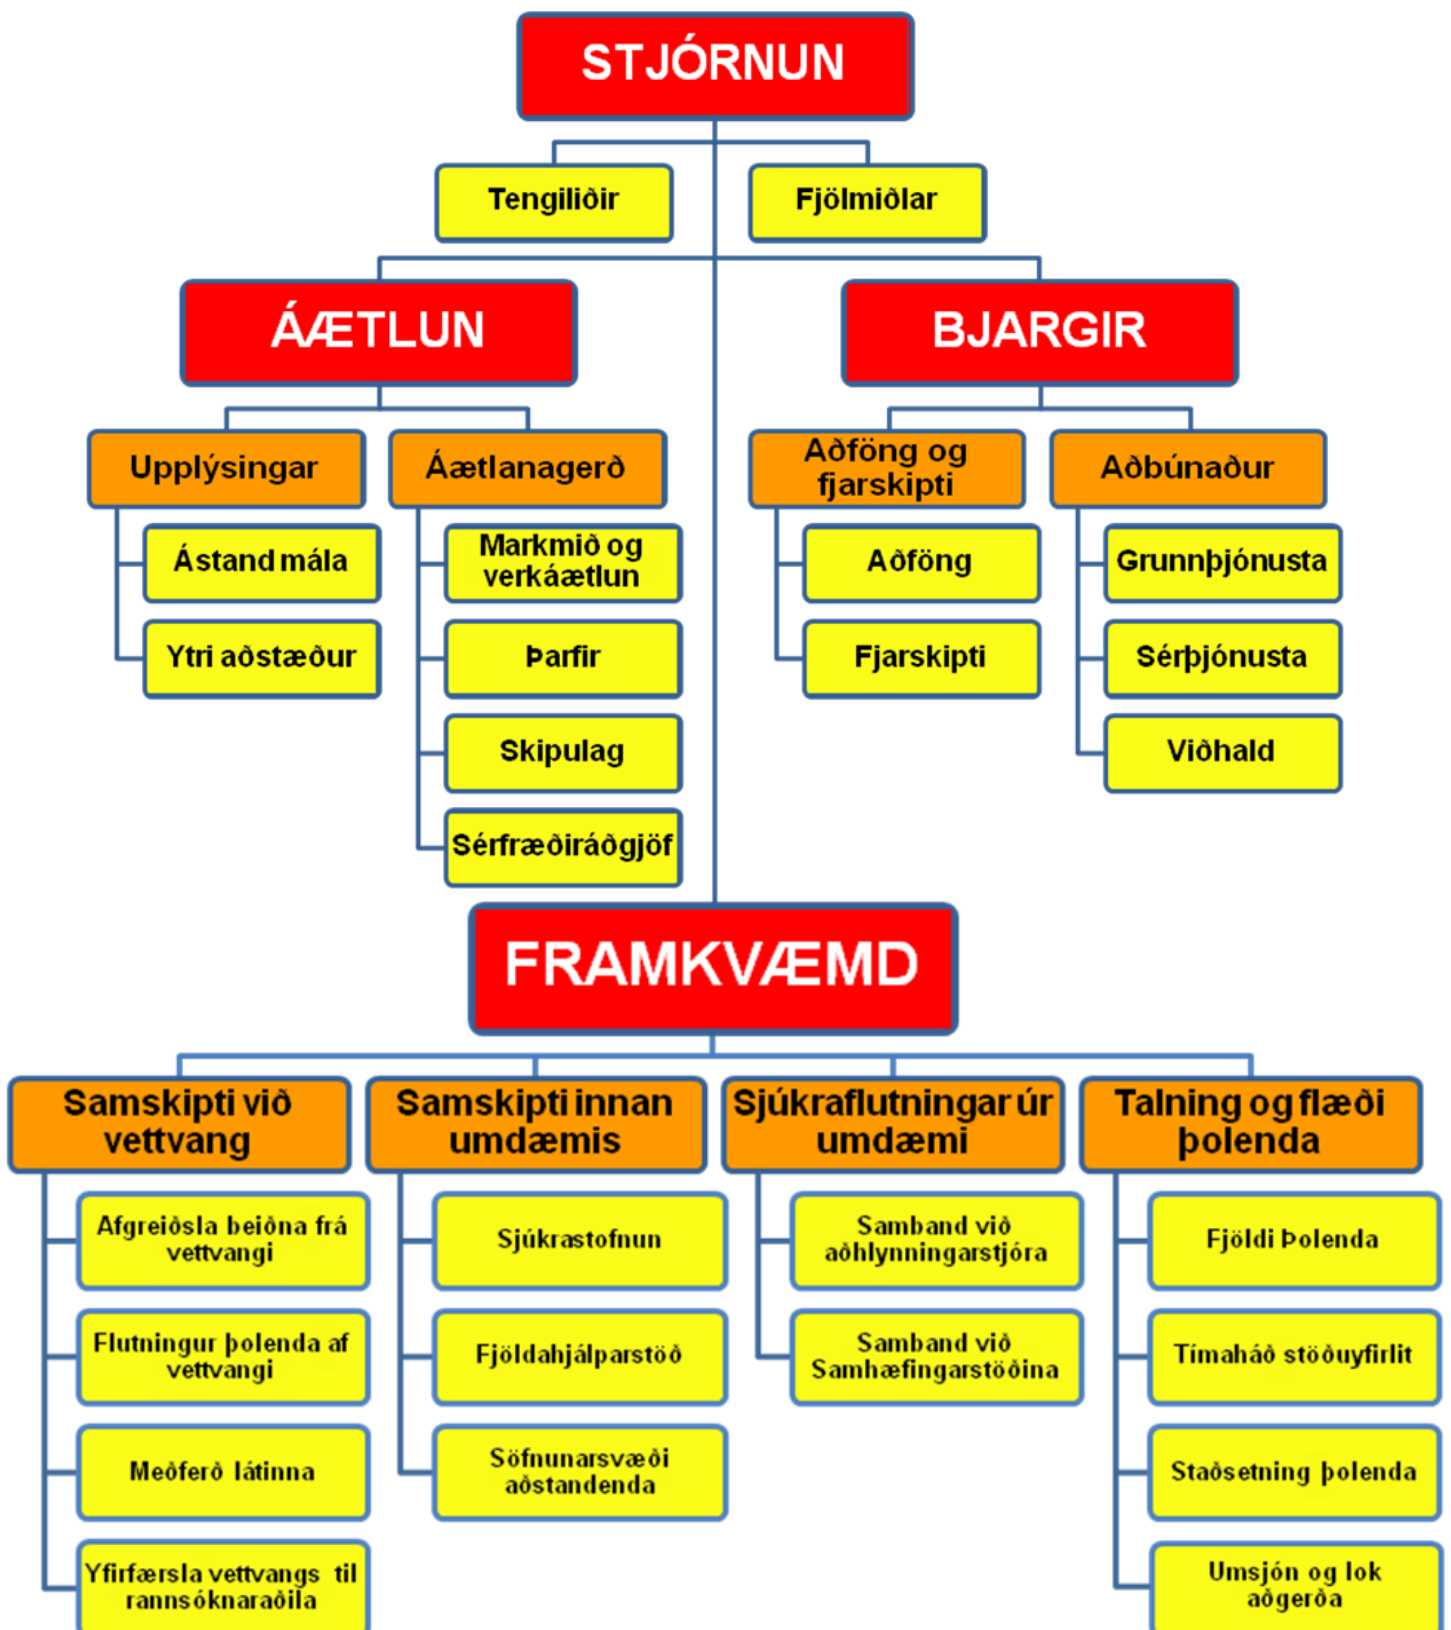 STJÓRNUN
Tengiliðir
Fjölmiðlar
ÁÆTLUN
BJARGIR
Upplýsingar
Áætlanagerð
Aðföng og
fjarskipti
Aðbúnaður
Ástand mála
Ytri aðstæður
Markmið og
verkáætlun
Þarfir
Skipulag
Sérfræðiráðgjöf
Aðföng
Fjarskipti
Grunnþjónusta
Sérþjónusta
Viðhald
FRAMKVÆMD
Samskipti við
vettvang
Afgreiðsla beiðna frá
vettvangi
Flutningur þolenda af
vettvangi
Meðferð látinna
Yfirfærsla vettvangs til
rannsóknaraðila
Samskipti innan
umdæmis
Sjúkrastofnun
Fjöldahjálparstöð
Söfnunarsvæði
aðstandenda
Sjúkraflutningar úr
umdæmi
Samband við
aðhlynningarstjóra
Samband við
Samhæfingarstöðina
Talning og flæði
þolenda
Fjöldi Þolenda
Tímaháð stöðuyfirlit
Staðsetning þolenda
Umsjón og lok
aðgerða